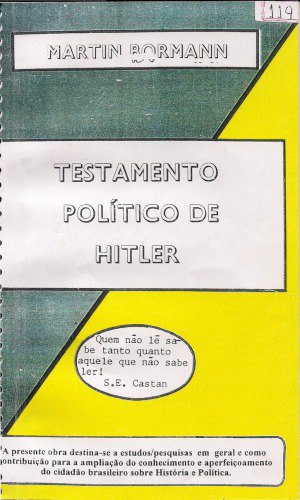 119
MARTIN BORMANN
TESTAMENTO
POLÍTICO DE
HITLER
Quem não lê sa-
be tanto quanto
aquele que não sabe
ler!
S.E. Castan
"A presente obra destina-se a estudos/pesquisas em geral e como
contribuição para a ampliação do conhecimento e aperfeiçoamento
do cidadão brasileiro sobre História e Política.